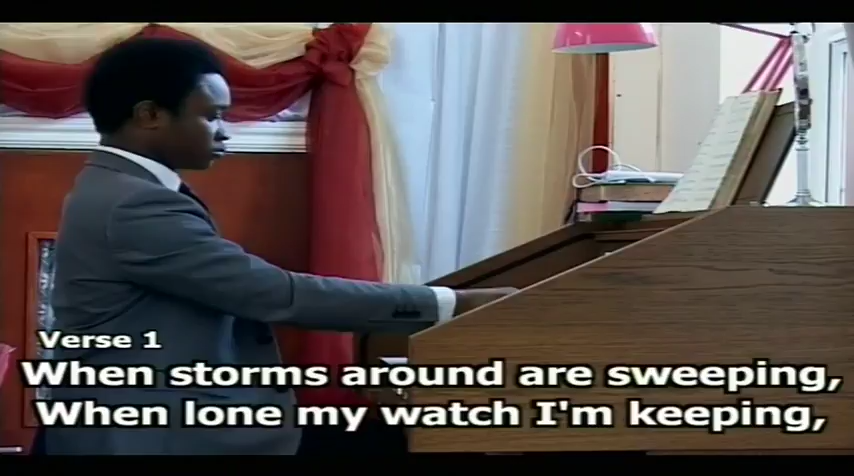 Verse 1
When storms around are sweeping,
When lone my watch I'm keeping,